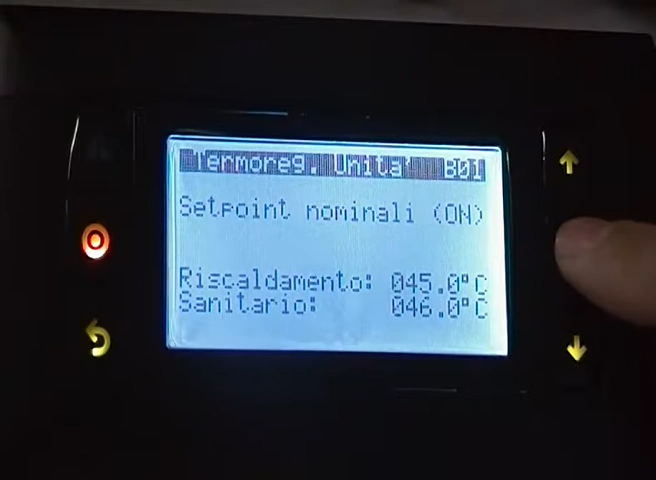 Termoreg. Unita' B01
Setpoint nominali (ON)
Riscaldamento: 045.0°C
Sanitario: 046.0°C